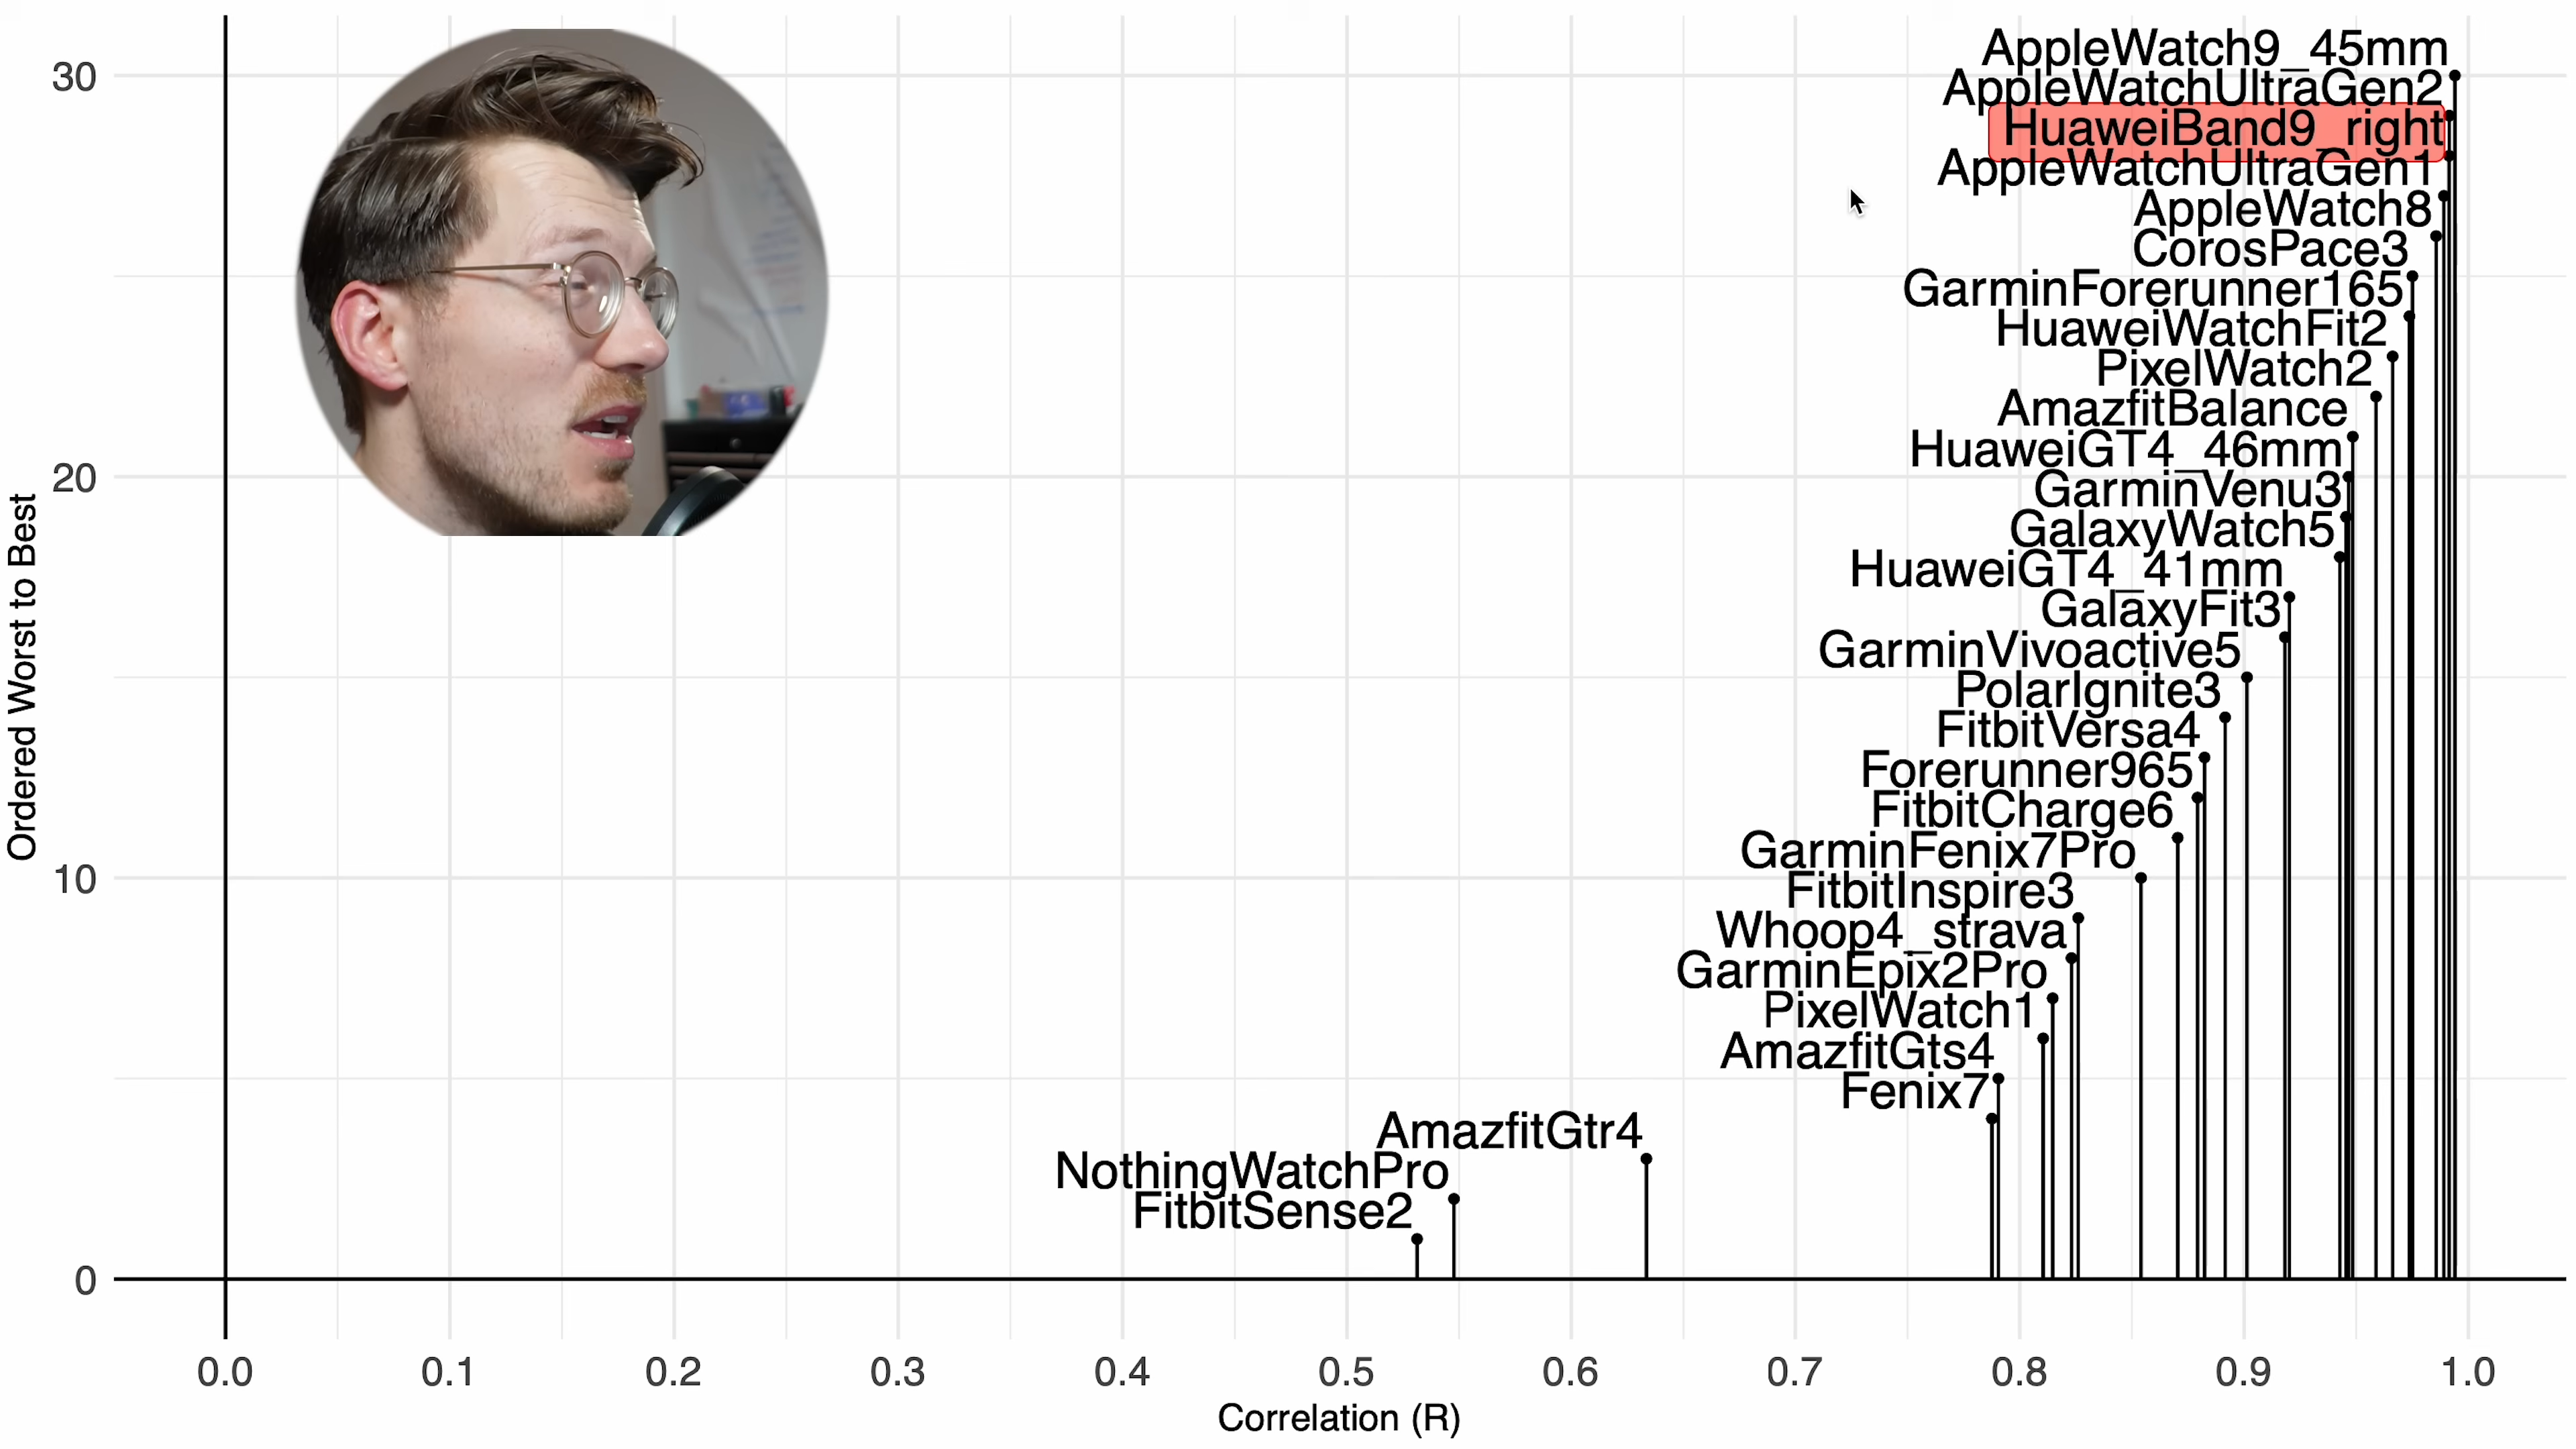 AppleWatch9_45mm
AppleWatchUltraGen2
HuaweiBand9_right
AppleWatchUltraGen1
AppleWatch8
CorosPace3
GarminForerunner165
HuaweiWatchFit2
PixelWatch2
AmazfitBalance
HuaweiGT4_46mm
GarminVenu3
GalaxyWatch5
HuaweiGT4_41mm
GalaxyFit3
GarminVivoactive5
PolarIgnite3
FitbitVersa4
Forerunner965
FitbitCharge6
GarminFenix7Pro
FitbitInspire3
Whoop4_strava
GarminEpix2Pro
PixelWatch1
AmazfitGts4
Fenix7
AmazfitGtr4
NothingWatchPro
FitbitSense2
30
20
10
0
Ordered Worst to Best
0.0 0.1 0.2 0.3 0.4 0.5 0.6 0.7 0.8 0.9 1.0
Correlation (R)